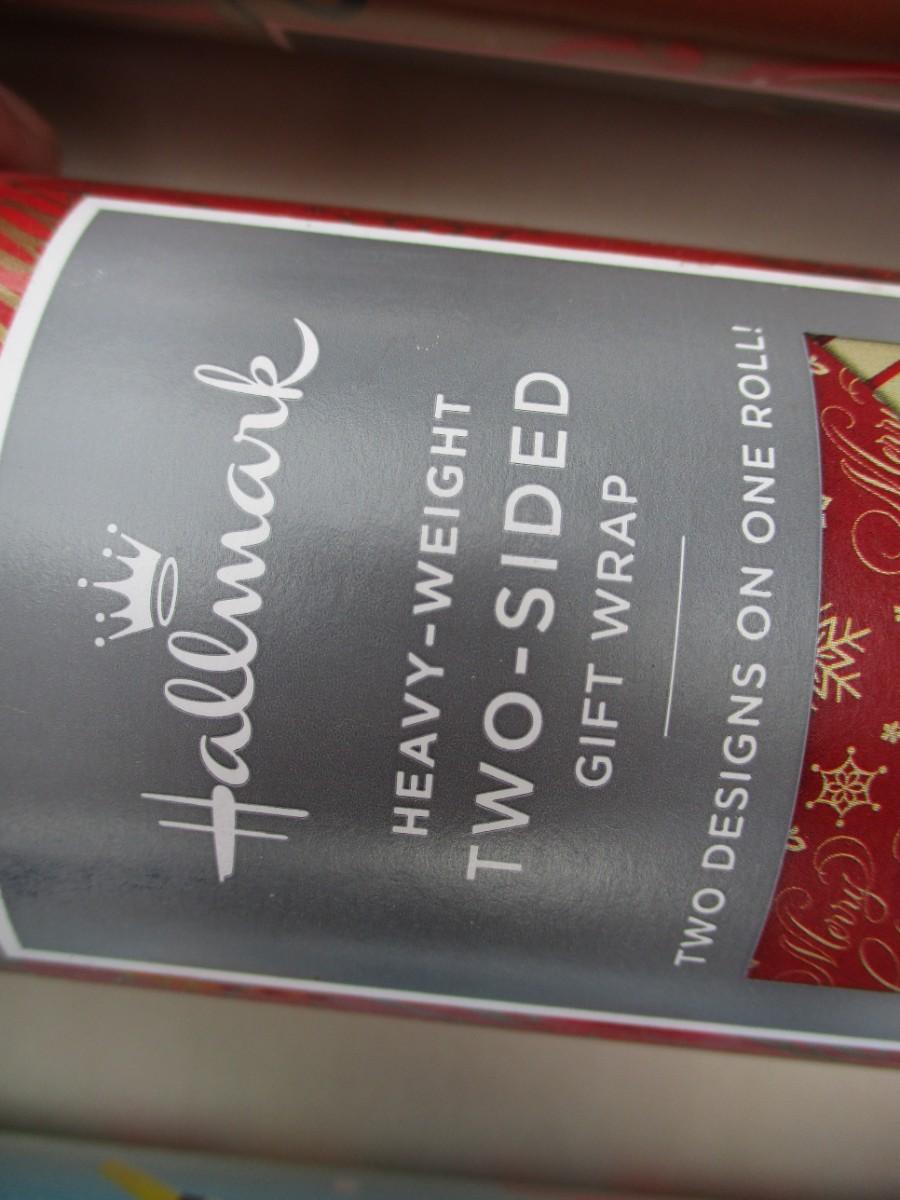 Hallmark
HEAVY-WEIGHT
TWO-SIDED
GIFT WRAP
TWO DESIGNS ON ONE ROLL!
Merry
Merry